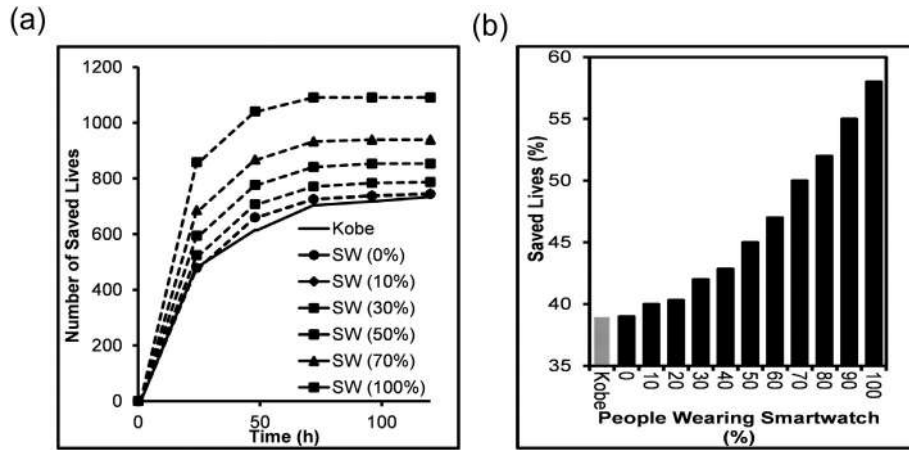 (a)
1200
1000
800
600
400
200
0
Number of Saved Lives
0 50 100
Time (h)
Kobe
SW (0%)
SW (10%)
SW (30%)
SW (50%)
SW (70%)
SW (100%)
(b)
60
55
50
45
40
35
Saved Lives (%)
Kobe 0 10 20 30 40 50 60 70 80 90 100
People Wearing Smartwatch
(%)